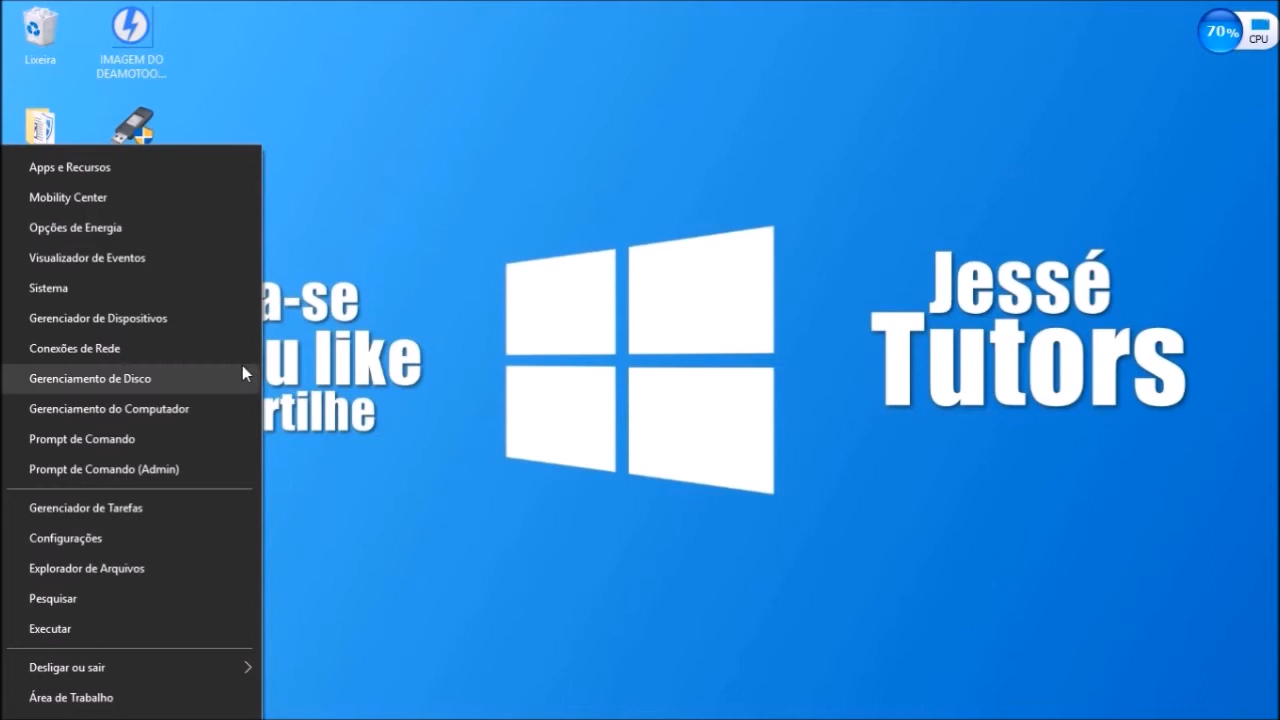 Lixeira
IMAGEM DO
DEAMOTOO...
70%
CPU
Apps e Recursos
Mobility Center
Opções de Energia
Visualizador de Eventos
Sistema
Gerenciador de Dispositivos
Conexões de Rede
Gerenciamento de Disco
Gerenciamento do Computador
Prompt de Comando
Prompt de Comando (Admin)
Gerenciador de Tarefas
Configurações
Explorador de Arquivos
Pesquisar
Executar
Desligar ou sair
Área de Trabalho
a-se
u like
rtilhe
Jessé
Tutors